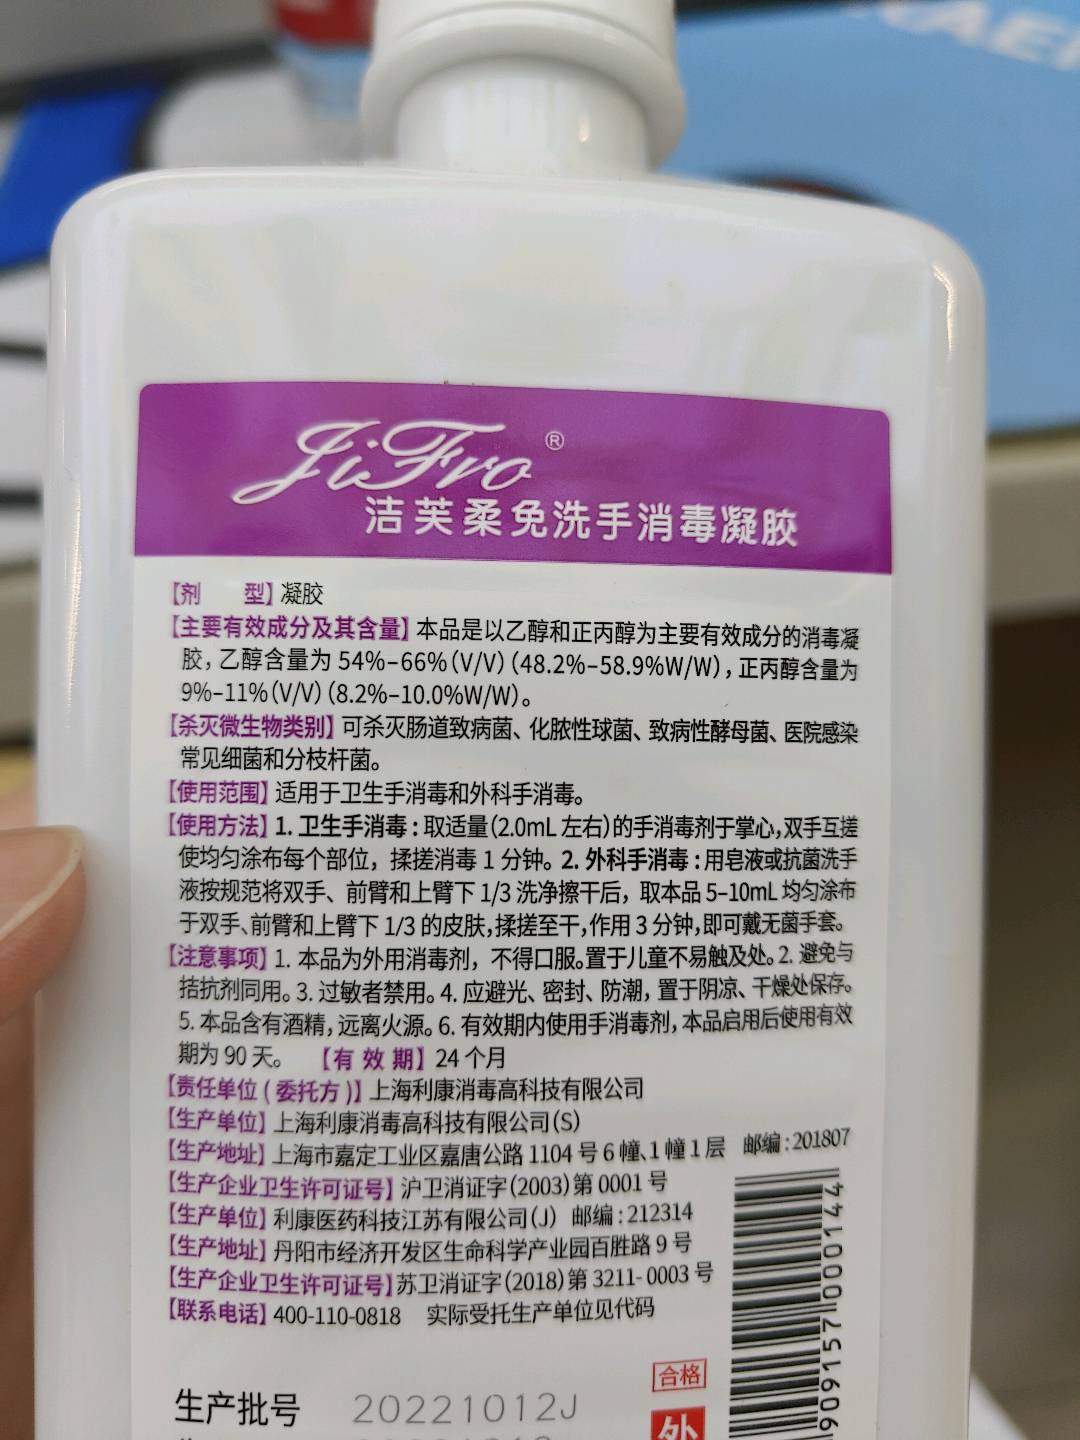 JiFro®
洁芙柔免洗手消毒凝胶
【剂 型】凝胶
【主要有效成分及其含量】本品是以乙醇和正丙醇为主要有效成分的消毒凝
胶，乙醇含量为 54%–66%(V/V)(48.2%–58.9%W/W)，正丙醇含量为
9%–11%(V/V)(8.2%–10.0%W/W)。
【杀灭微生物类别】可杀灭肠道致病菌、化脓性球菌、致病性酵母菌、医院感染
常见细菌和分枝杆菌。
【使用范围】适用于卫生手消毒和外科手消毒。
【使用方法】1. 卫生手消毒：取适量(2.0mL 左右)的手消毒剂于掌心，双手互搓
使均匀涂布每个部位，揉搓消毒 1 分钟。2. 外科手消毒：用皂液或抗菌洗手
液按规范将双手、前臂和上臂下 1/3 洗净擦干后，取本品 5–10mL 均匀涂布
于双手、前臂和上臂下 1/3 的皮肤，揉搓至干，作用 3 分钟，即可戴无菌手套。
【注意事项】1. 本品为外用消毒剂，不得口服。置于儿童不易触及处。2. 避免与
拮抗剂同用。3. 过敏者禁用。4. 应避光、密封、防潮，置于阴凉、干燥处保存。
5. 本品含有酒精，远离火源。6. 有效期内使用手消毒剂，本品启用后使用有效
期为 90 天。 【有 效 期】24 个月
【责任单位(委托方)】上海利康消毒高科技有限公司
【生产单位】上海利康消毒高科技有限公司(S)
【生产地址】上海市嘉定工业区嘉唐公路 1104 号 6 幢、1 幢 1 层 邮编:201807
【生产企业卫生许可证号】沪卫消证字(2003)第 0001 号
【生产单位】利康医药科技江苏有限公司(J) 邮编:212314
【生产地址】丹阳市经济开发区生命科学产业园百胜路 9 号
【生产企业卫生许可证号】苏卫消证字(2018)第 3211- 0003 号
【联系电话】400-110-0818 实际受托生产单位见代码
合格
生产批号 20221012J
外